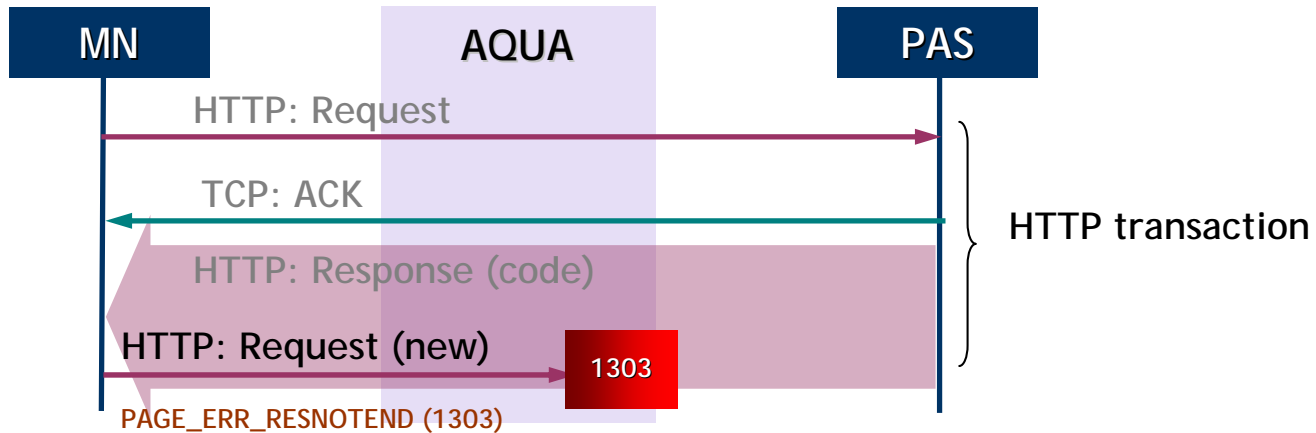 MN
AQUA
PAS
HTTP: Request
TCP: ACK
HTTP transaction
HTTP: Response (code)
HTTP: Request (new)
1303
PAGE_ERR_RESNOTEND (1303)